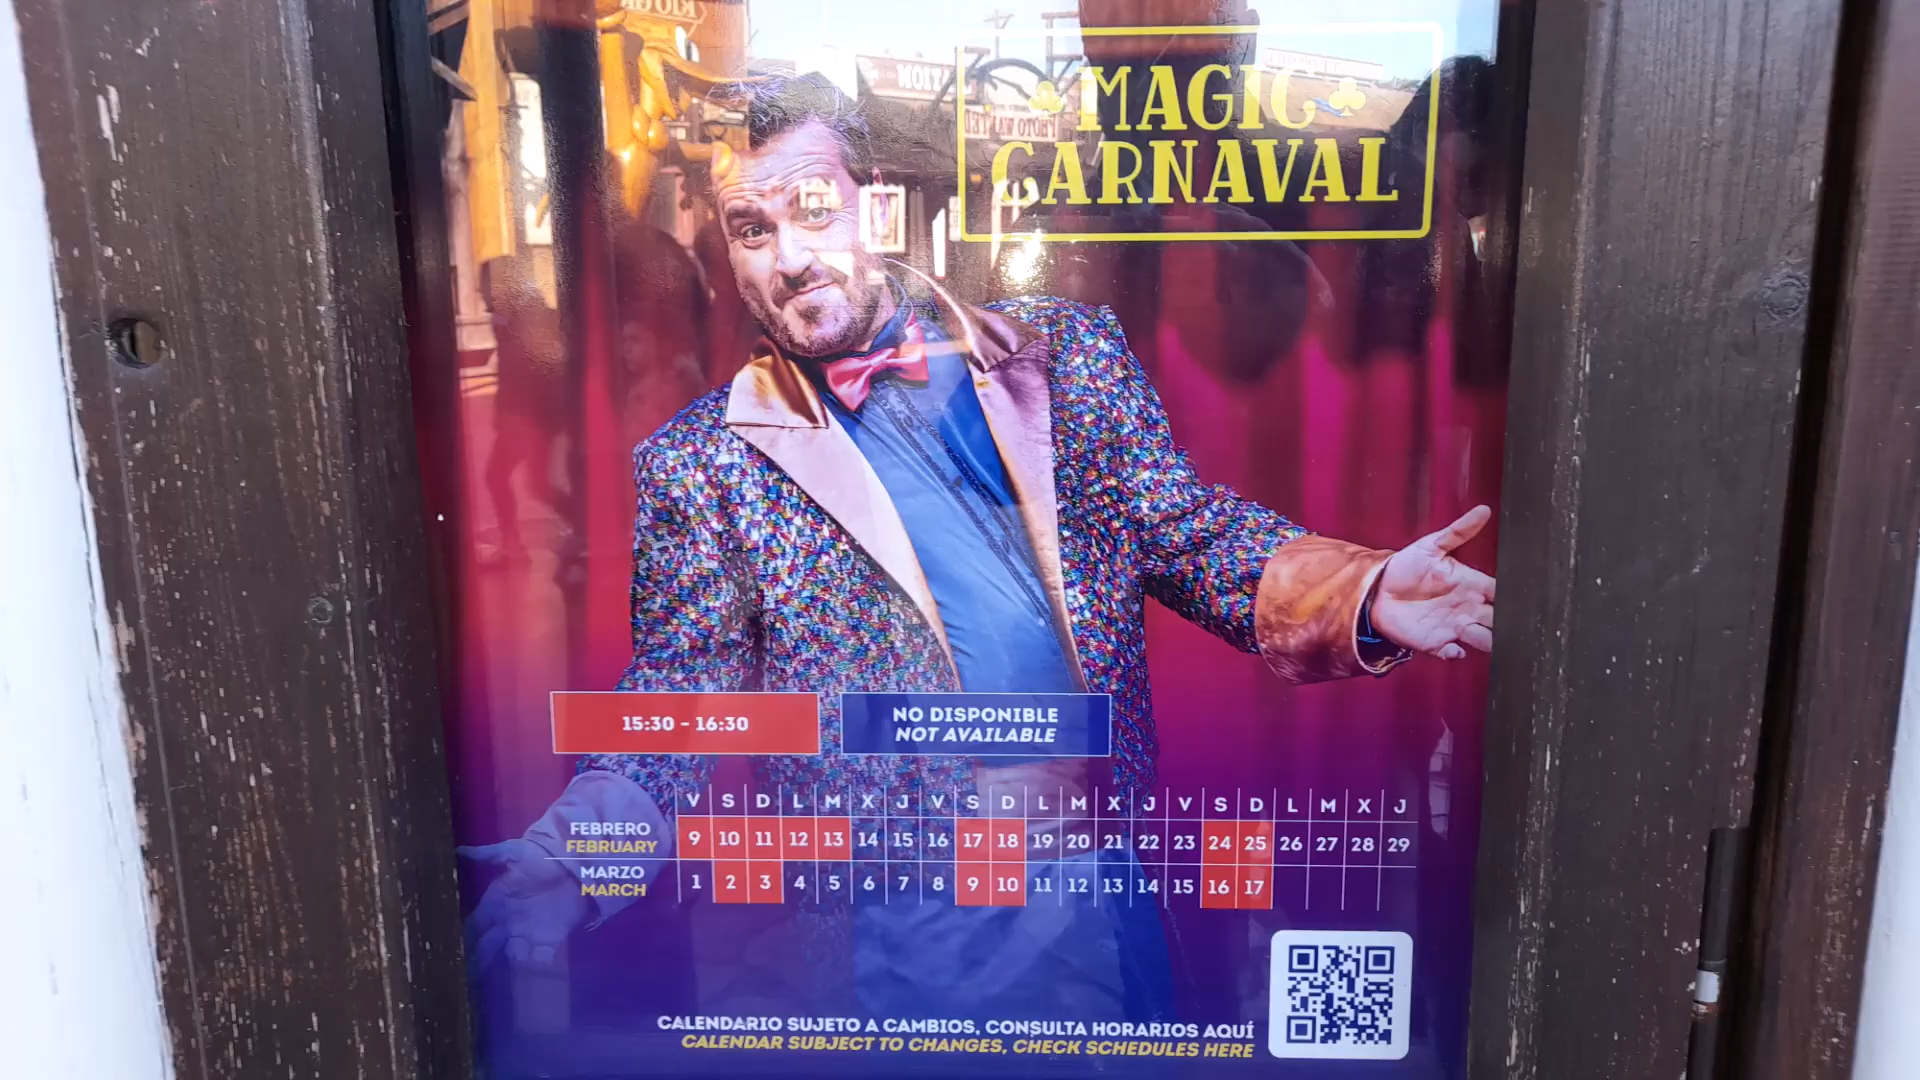 MAGIC
CARNAVAL
15:30 - 16:30
NO DISPONIBLE
NOT AVAILABLE
V S D L M X J V S D L M X J V S D L M X J
FEBRERO
FEBRUARY
9 10 11 12 13 14 15 16 17 18 19 20 21 22 23 24 25 26 27 28 29
MARZO
MARCH
1 2 3 4 5 6 7 8 9 10 11 12 13 14 15 16 17
CALENDARIO SUJETO A CAMBIOS, CONSULTA HORARIOS AQUÍ
CALENDAR SUBJECT TO CHANGES, CHECK SCHEDULES HERE